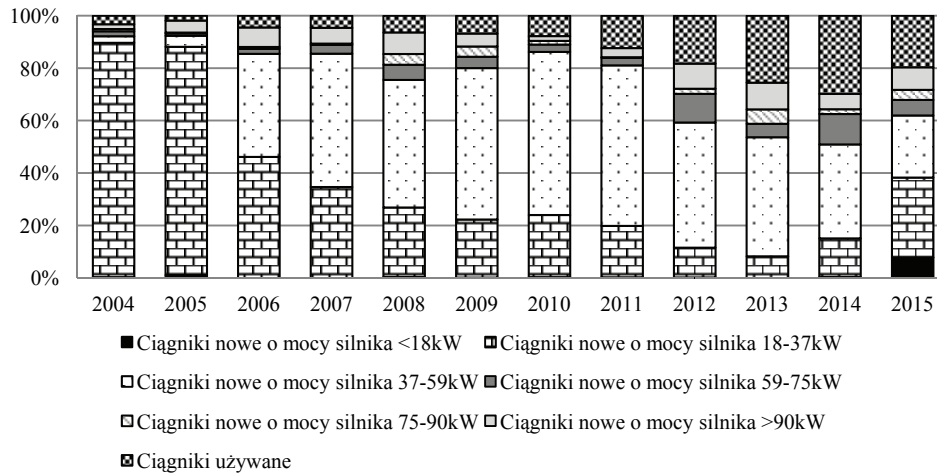 100%
80%
60%
40%
20%
0%
2004 2005 2006 2007 2008 2009 2010 2011 2012 2013 2014 2015
Ciągniki nowe o mocy silnika <18kW Ciągniki nowe o mocy silnika 18-37kW
Ciągniki nowe o mocy silnika 37-59kW Ciągniki nowe o mocy silnika 59-75kW
Ciągniki nowe o mocy silnika 75-90kW Ciągniki nowe o mocy silnika >90kW
Ciągniki używane